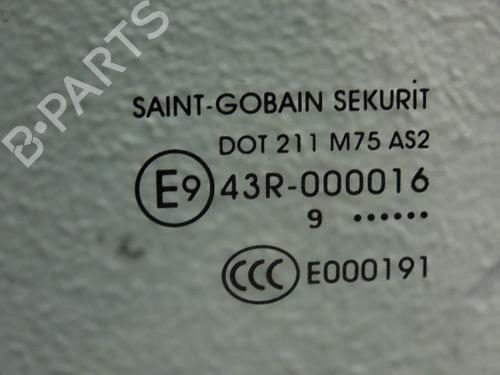 B-PARTS
SAINT-GOBAIN SEKURIT
DOT 211 M75 AS2
E9 43R-000016
9 ••••••
CCC E000191